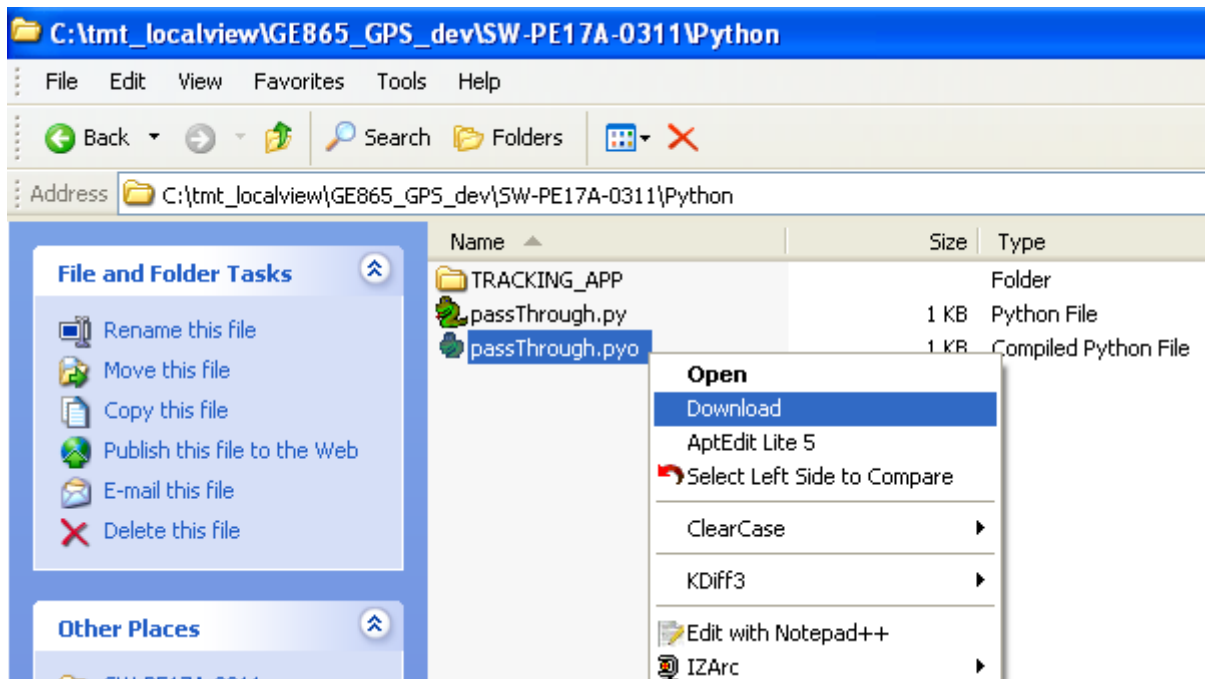 C:\tmt_localview\GE865_GPS_dev\SW-PE17A-0311\Python
File Edit View Favorites Tools Help
Back Search Folders
Address C:\tmt_localview\GE865_GPS_dev\SW-PE17A-0311\Python
Name Size Type
File and Folder Tasks
Rename this file
Move this file
Copy this file
Publish this file to the Web
E-mail this file
Delete this file
Other Places
TRACKING_APP Folder
passThrough.py 1 KB Python File
passThrough.pyo 1 KB Compiled Python File
Open
Download
AptEdit Lite 5
Select Left Side to Compare
ClearCase
KDiff3
Edit with Notepad++
IZArc